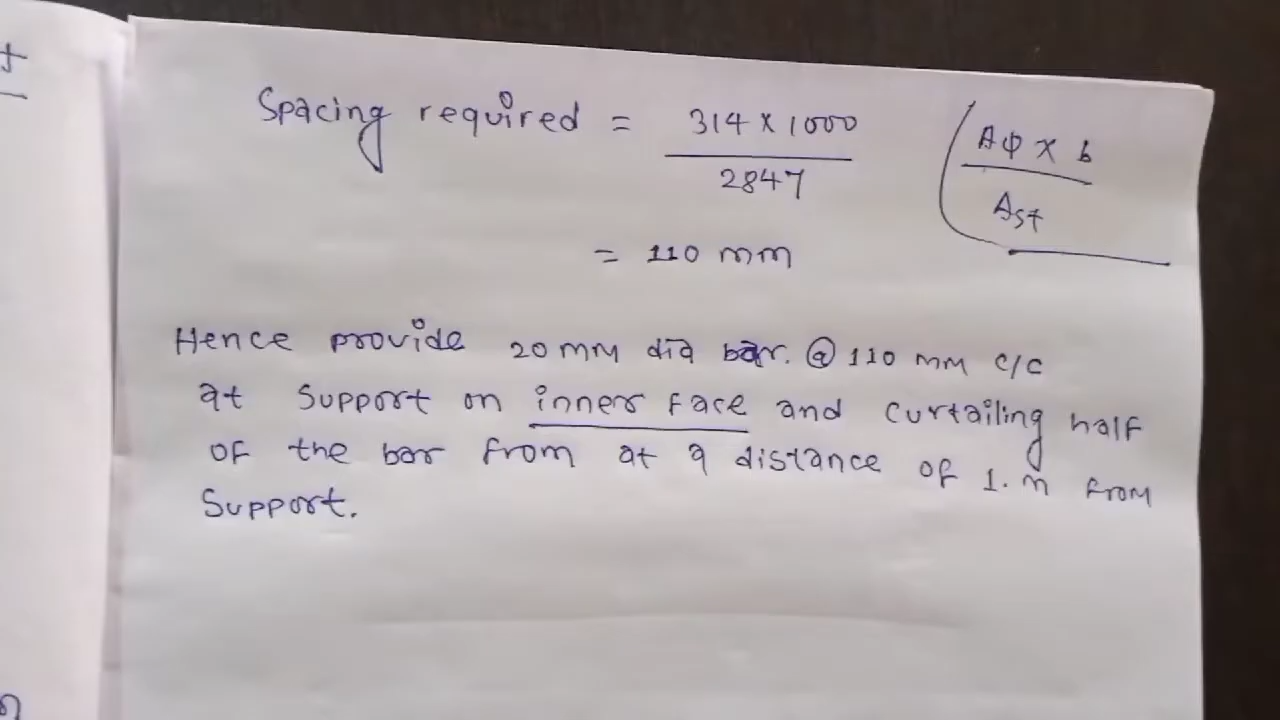 Spacing required = 314 x 1000 / 2847
Aφ x b / Ast
= 110 mm
Hence provide 20 mm dia bar. @ 110 mm c/c
at support on inner face and curtailing half
of the bar from at a distance of 1.m from
Support.